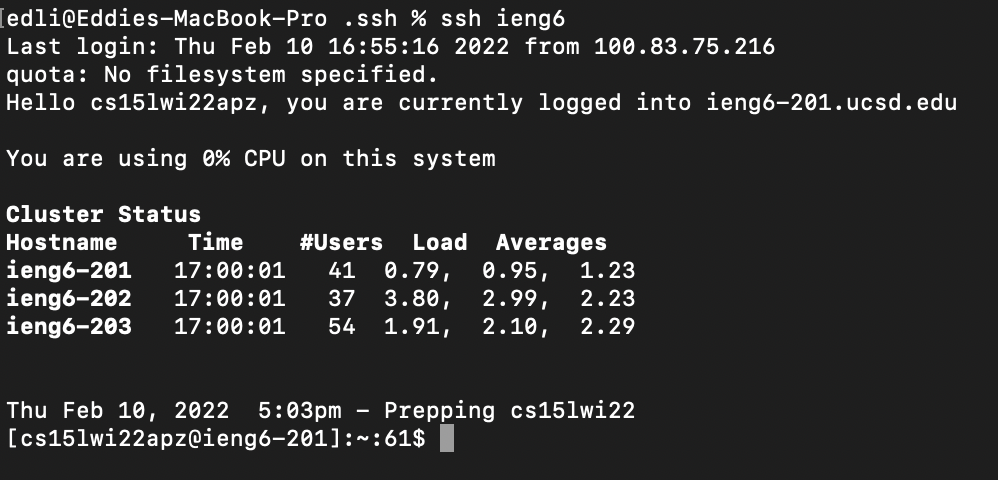 [edli@Eddies-MacBook-Pro .ssh % ssh ieng6
Last login: Thu Feb 10 16:55:16 2022 from 100.83.75.216
quota: No filesystem specified.
Hello cs15lwi22apz, you are currently logged into ieng6-201.ucsd.edu
You are using 0% CPU on this system
Cluster Status
Hostname     Time    #Users  Load  Averages
ieng6-201   17:00:01   41  0.79,  0.95,  1.23
ieng6-202   17:00:01   37  3.80,  2.99,  2.23
ieng6-203   17:00:01   54  1.91,  2.10,  2.29
Thu Feb 10, 2022  5:03pm - Prepping cs15lwi22
[cs15lwi22apz@ieng6-201]:~:61$